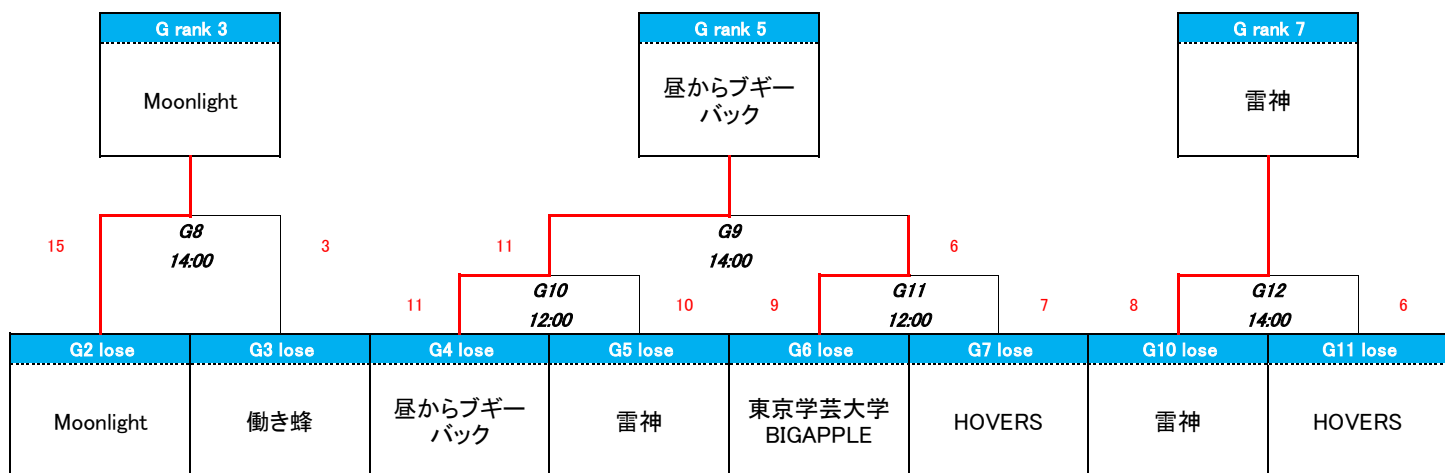 G rank 3
G rank 5
G rank 7
Moonlight
昼からブギー
バック
雷神
15
G8
14:00
3
11
G9
14:00
6
11
G10
12:00
10
9
G11
12:00
7
8
G12
14:00
6
G2 lose
G3 lose
G4 lose
G5 lose
G6 lose
G7 lose
G10 lose
G11 lose
Moonlight
働き蜂
昼からブギー
バック
雷神
東京学芸大学
BIGAPPLE
HOVERS
雷神
HOVERS